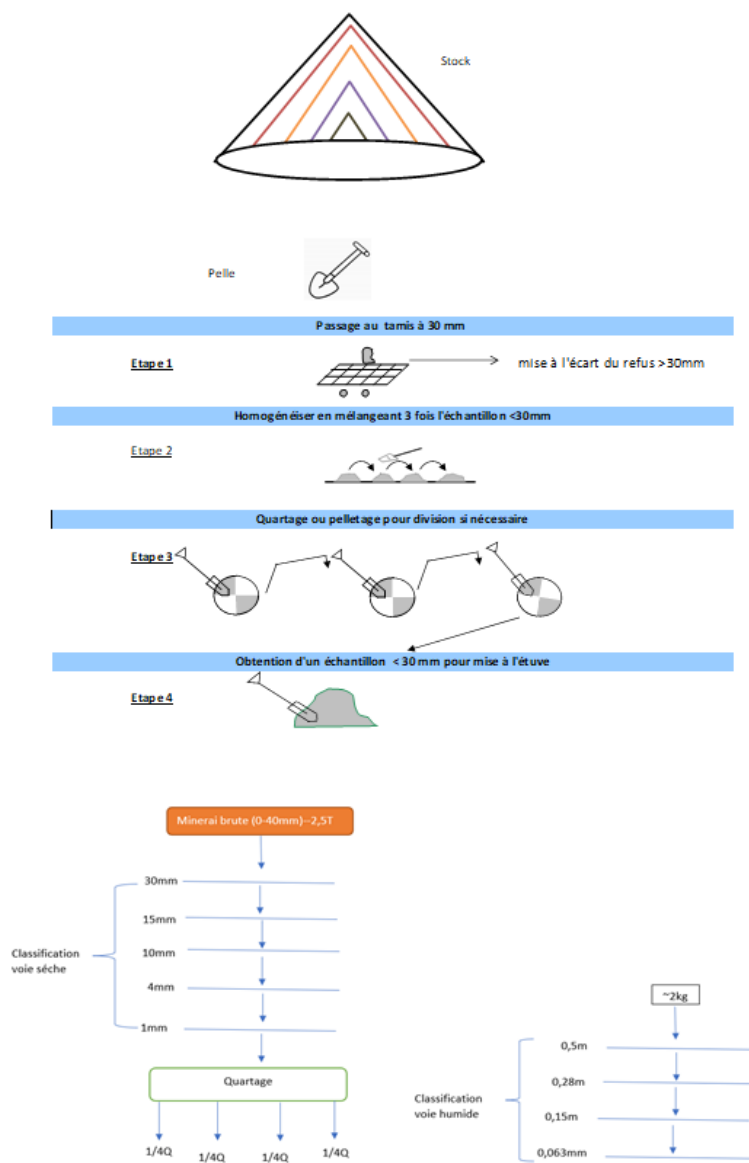 Stock
Pelle
Passage au tamis à 30 mm
Etape 1
mise à l'écart du refus >30mm
Homogénéiser en mélangeant 3 fois l'échantillon <30mm
Etape 2
Quartage ou pelletage pour division si nécessaire
Etape 3
Obtention d'un échantillon < 30 mm pour mise à l'étuve
Etape 4
Minerai brute (0-40mm)–2,5T
30mm
15mm
Classification
voie séche
10mm
4mm
1mm
Quartage
1/4Q
1/4Q
1/4Q
1/4Q
~2kg
0,5m
0,28m
Classification
voie humide
0,15m
0,063mm